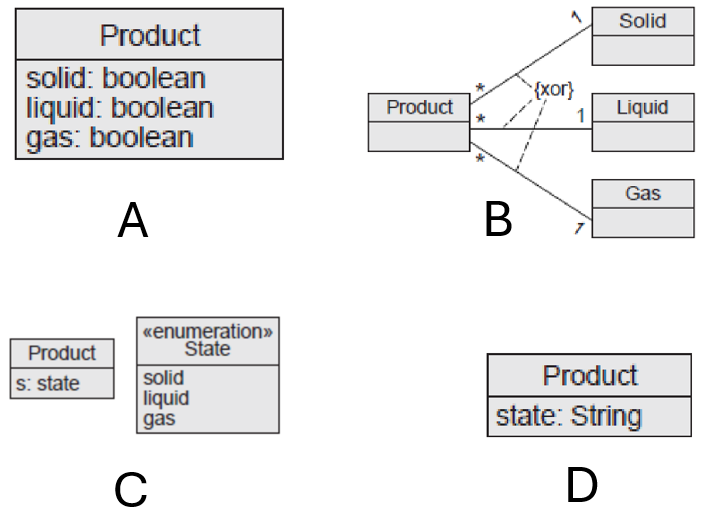 Product
solid: boolean
liquid: boolean
gas: boolean
A
Solid
1
*
{xor}
Product
*
1
Liquid
*
Gas
1
B
Product
s: state
«enumeration»
State
solid
liquid
gas
C
Product
state: String
D